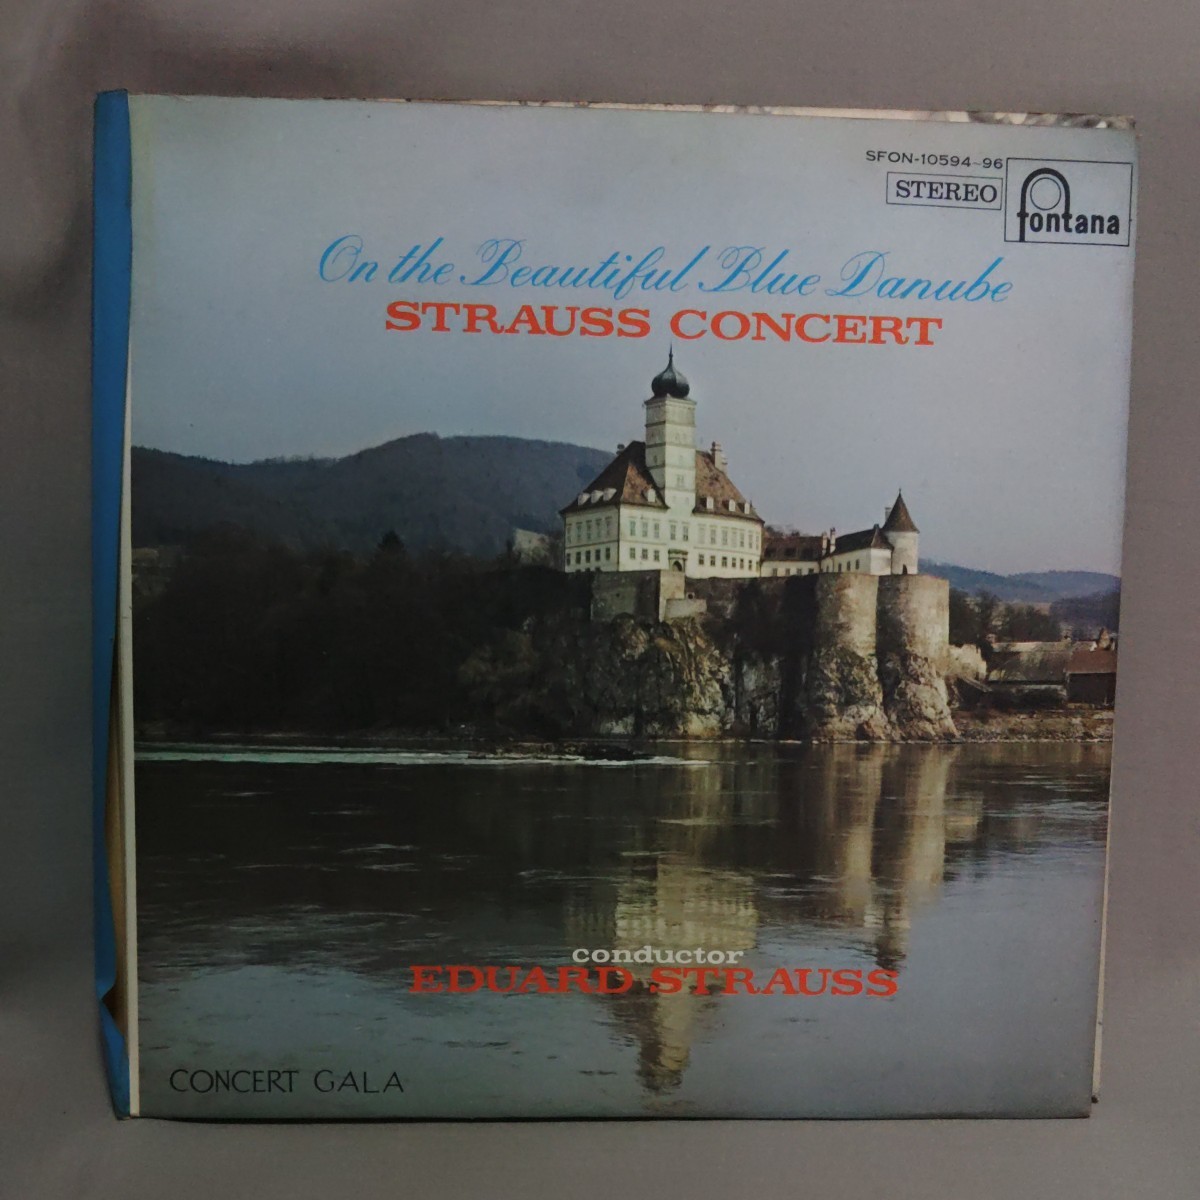 SFON-10594~96
STEREO
fontana
On the Beautiful Blue Danube
STRAUSS CONCERT
conductor
EDUARD STRAUSS
CONCERT GALA